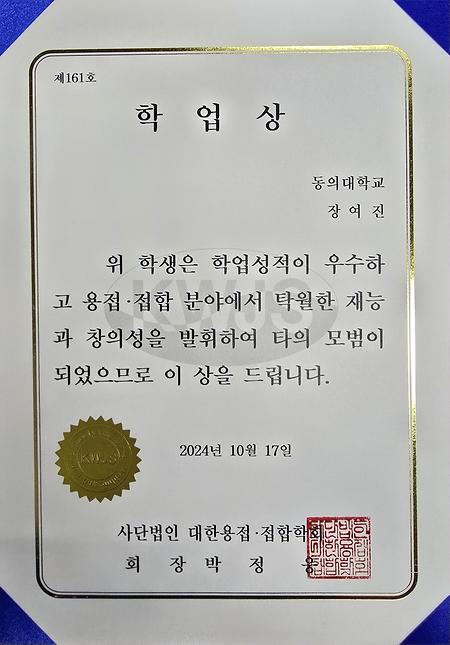 제161호
학 업 상
동의대학교
장 여 진
위 학생은 학업성적이 우수하
고 용접·접합 분야에서 탁월한 재능
과 창의성을 발휘하여 타의 모범이
되었으므로 이 상을 드립니다.
KWJS
KWJS
2024년 10월 17일
사단법인 대한용접·접합학회
회 장 박 정 웅